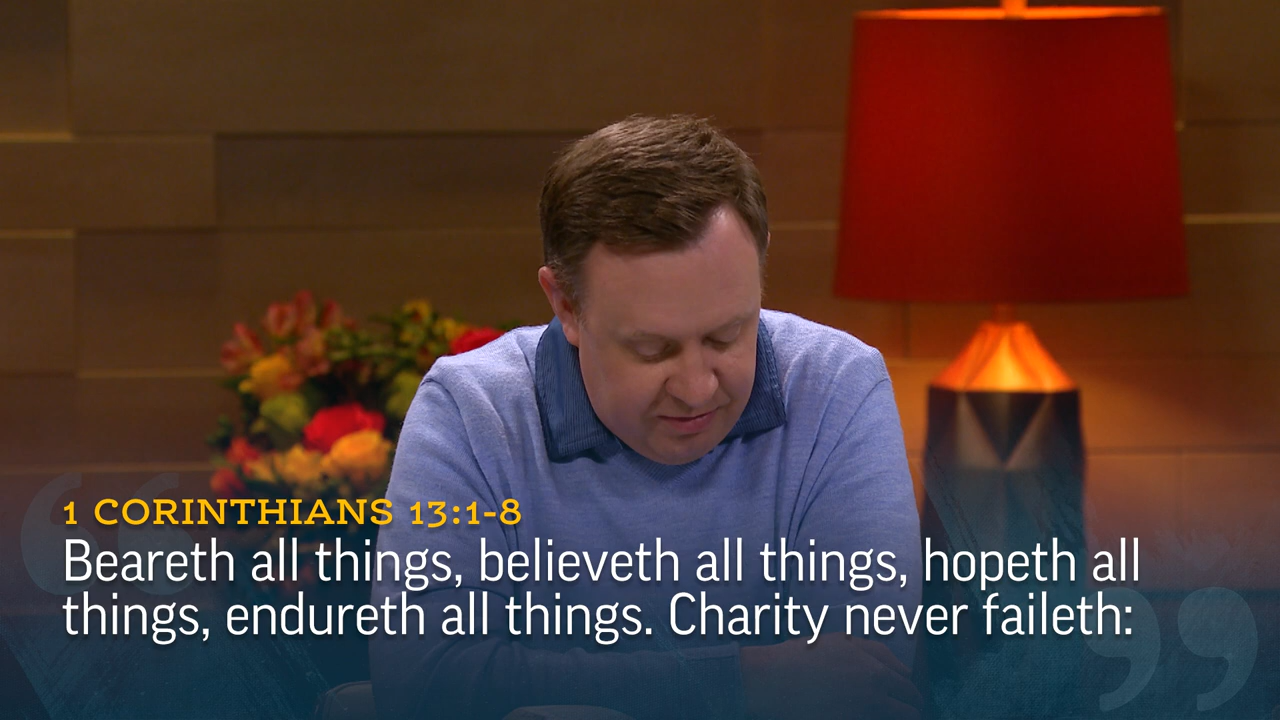 1 CORINTHIANS 13:1-8
Beareth all things, believeth all things, hopeth all
things, endureth all things. Charity never faileth: